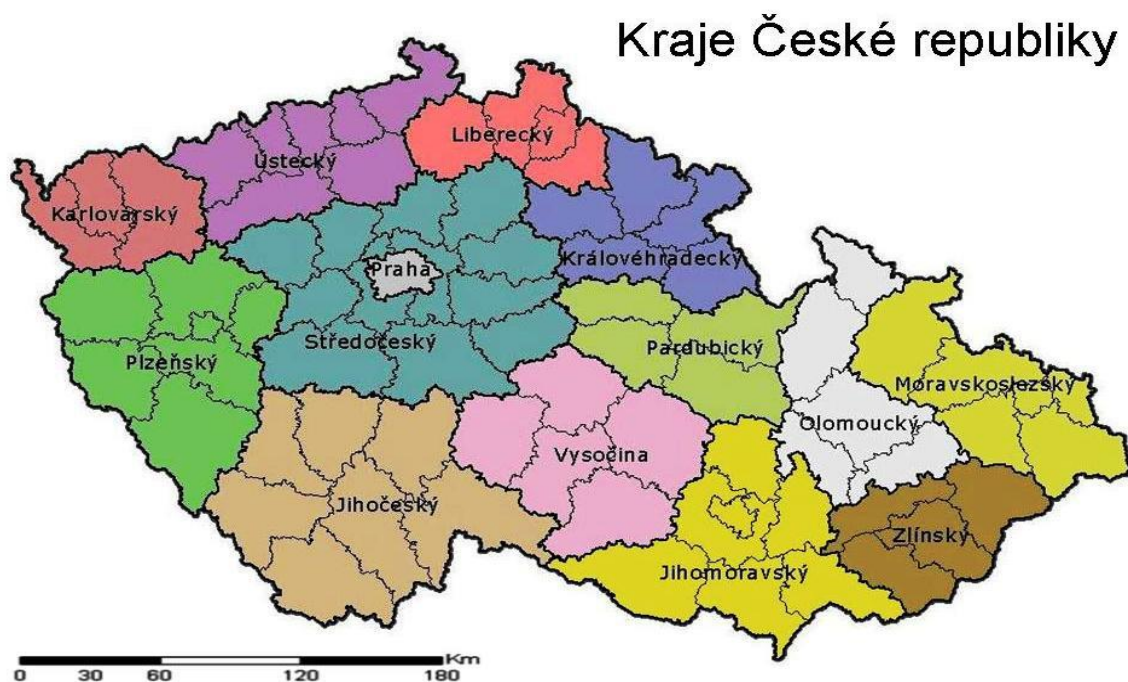 Kraje České republiky
Liberecký
Ústecký
Karlovarský
Královéhradecký
Praha
Středočeský
Pardubický
Plzeňský
Moravskoslezský
Olomoucký
Vysočina
Jihočeský
Zlínský
Jihomoravský
Km
0 30 60 120 180